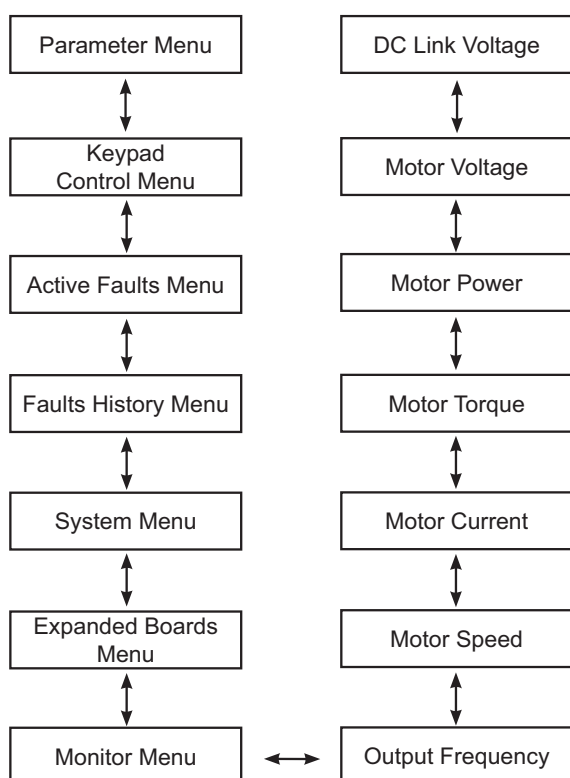 Parameter Menu
Keypad
Control Menu
Active Faults Menu
Faults History Menu
System Menu
Expanded Boards
Menu
Monitor Menu
DC Link Voltage
Motor Voltage
Motor Power
Motor Torque
Motor Current
Motor Speed
Output Frequency